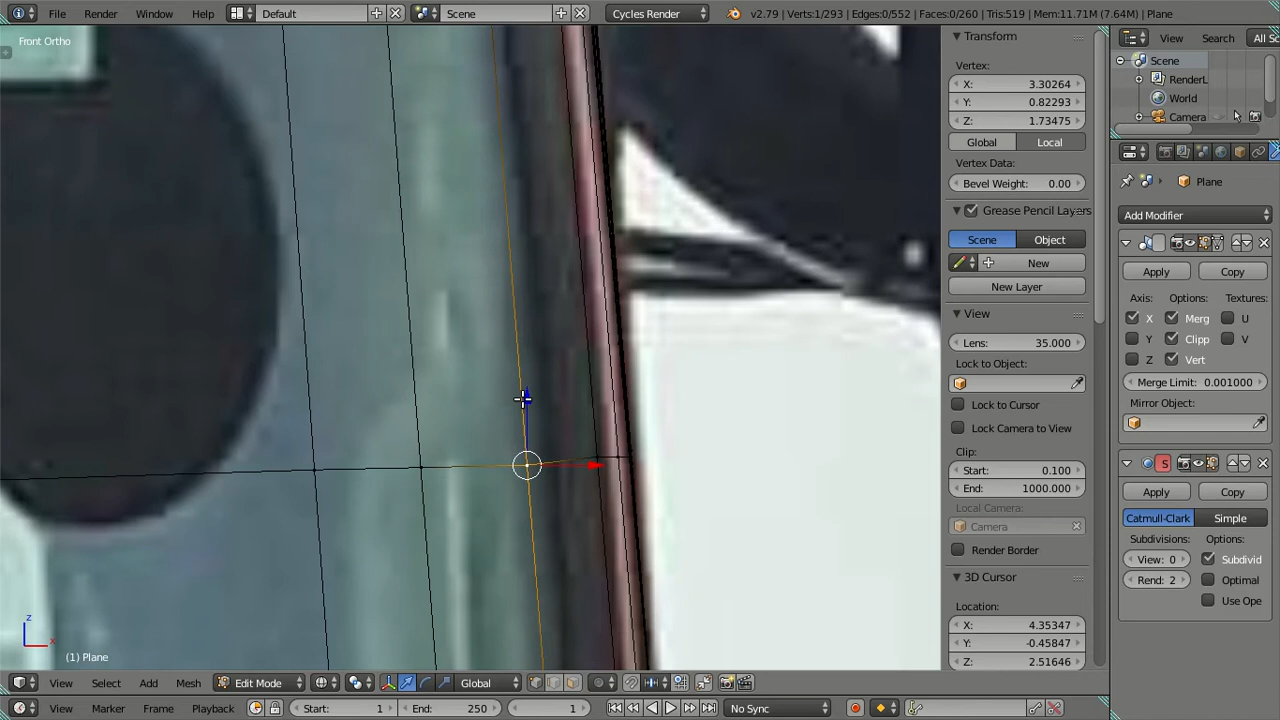 File Render Window Help Default Scene Cycles Render v2.79 | Verts:1/293 | Edges:0/552 | Faces:0/260 | Tris:519 | Mem:11.71M (7.64M) | Plane
Front Ortho
Transform
Vertex:
X: 3.30264
Y: 0.82293
Z: 1.73475
Global Local
Vertex Data:
Bevel Weight: 0.00
Grease Pencil Layers
Scene Object
New
New Layer
View
Lens: 35.000
Lock to Object:
Lock to Cursor
Lock Camera to View
Clip:
Start: 0.100
End: 1000.000
Local Camera:
Camera
Render Border
3D Cursor
Location:
X: 4.35347
Y: -0.45847
Z: 2.51646
View Search All Sc
Scene
RenderL
World
Camera
Plane
Add Modifier
Apply Copy
Axis: Options: Textures:
X Merg U
Y Clipp V
Z Vert
Merge Limit: 0.001000
Mirror Object:
S
Apply Copy
Catmull-Clark Simple
Subdivisions: Options:
View: 0 Subdivid
Rend: 2 Optimal
Use Ope
z
x
(1) Plane
View Select Add Mesh Edit Mode Global
View Marker Frame Playback Start: 1 End: 250 1 No Sync